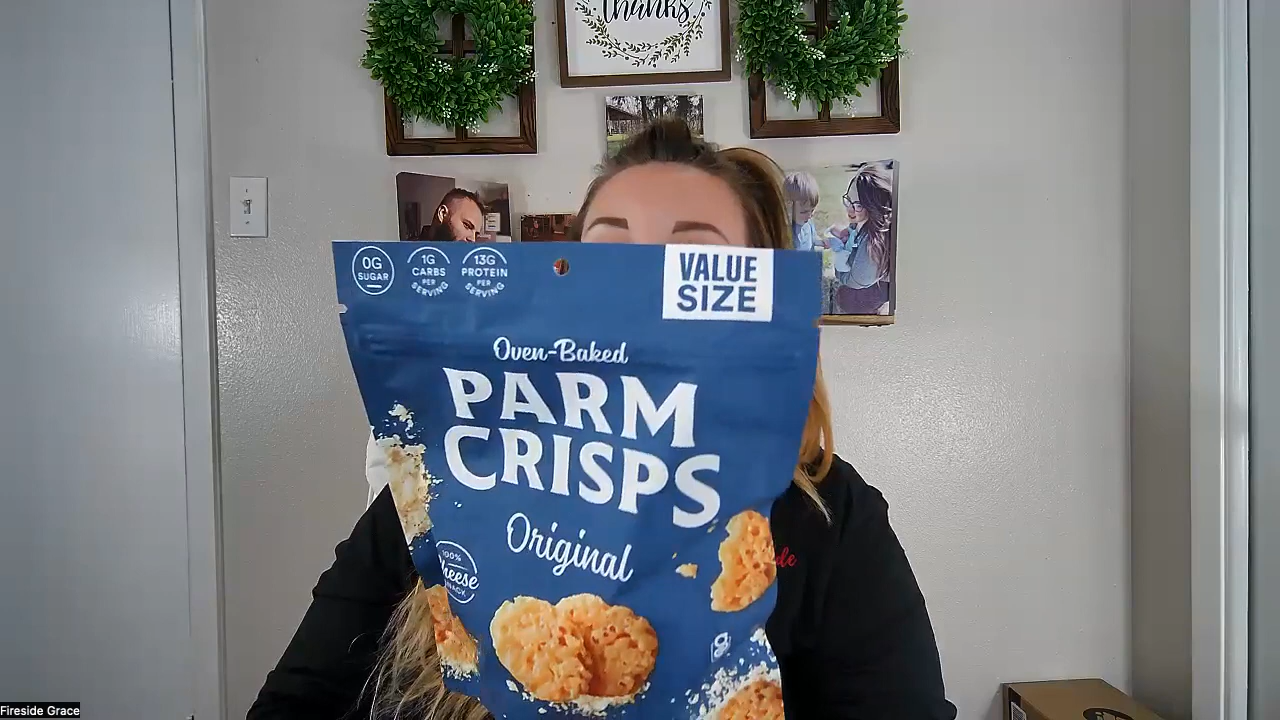 thanks
0G
SUGAR
1G
CARBS
PER
SERVING
13G
PROTEIN
PER
SERVING
VALUE
SIZE
Oven-Baked
PARM
CRISPS
Original
100%
cheese
SNACK
Fireside Grace